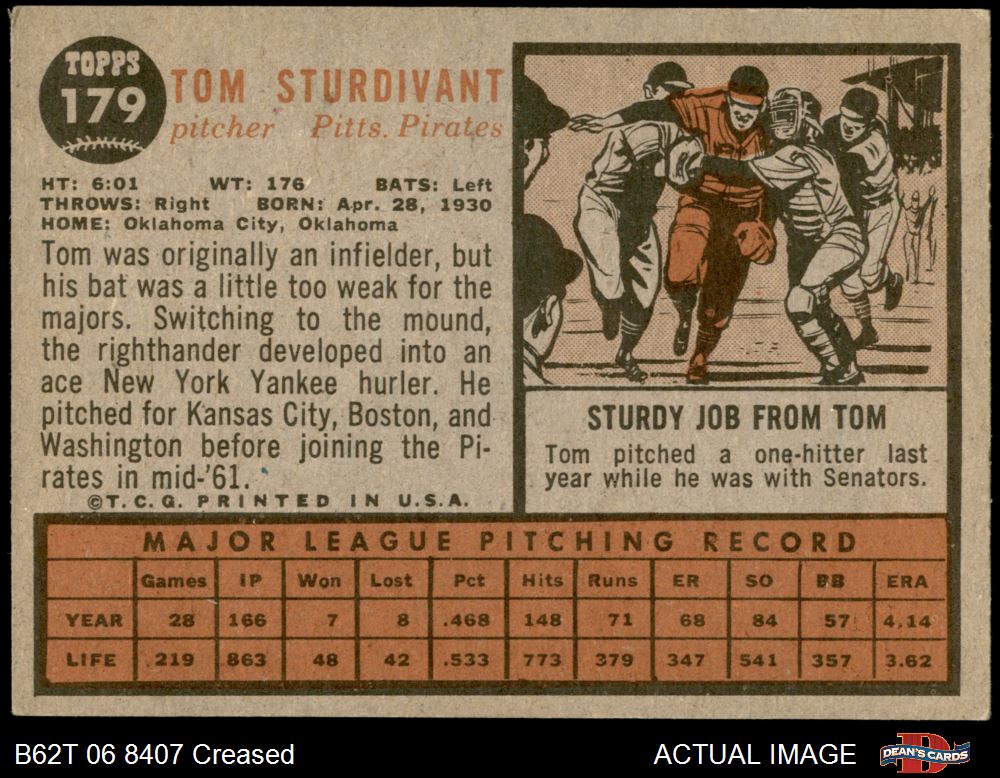 TOPPS
179
TOM STURDIVANT
pitcher Pitts. Pirates
HT: 6:01 WT: 176 BATS: Left
THROWS: Right BORN: Apr. 28, 1930
HOME: Oklahoma City, Oklahoma
Tom was originally an infielder, but
his bat was a little too weak for the
majors. Switching to the mound,
the righthander developed into an
ace New York Yankee hurler. He
pitched for Kansas City, Boston, and
Washington before joining the Pi-
rates in mid-'61.
©T.C.G. PRINTED IN U.S.A.
STURDY JOB FROM TOM
Tom pitched a one-hitter last
year while he was with Senators.
MAJOR LEAGUE PITCHING RECORD
Games IP Won Lost Pct Hits Runs ER SO BB ERA
YEAR 28 166 7 8 .468 148 71 68 84 57 4.14
LIFE 219 863 48 42 .533 773 379 347 541 357 3.62
B62T 06 8407 Creased ACTUAL IMAGE DEAN'S CARDS